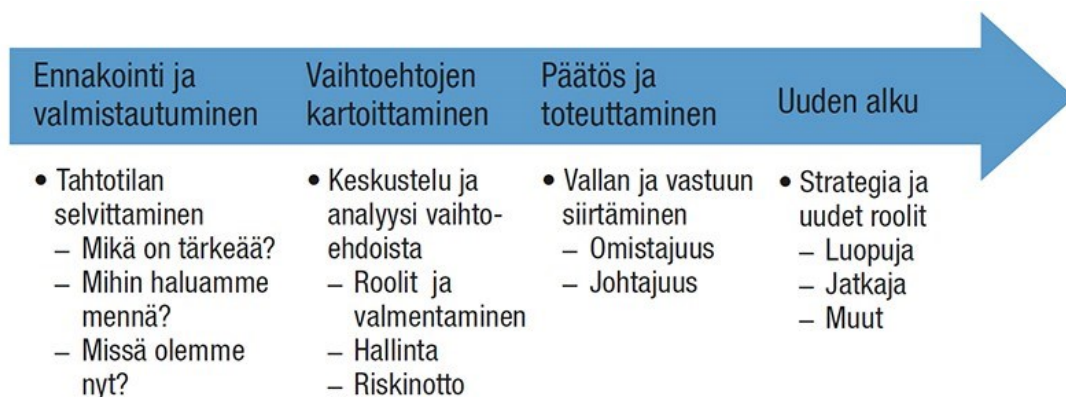 Ennakointi ja
valmistautuminen
Vaihtoehtojen
kartoittaminen
Päätös ja
toteuttaminen
Uuden alku
• Tahtotilan
selvittaminen
– Mikä on tärkeää?
– Mihin haluamme
mennä?
– Missä olemme
nyt?
• Keskustelu ja
analyysi vaihto-
ehdoista
– Roolit ja
valmentaminen
– Hallinta
– Riskinotto
• Vallan ja vastuun
siirtäminen
– Omistajuus
– Johtajuus
• Strategia ja
uudet roolit
– Luopuja
– Jatkaja
– Muut